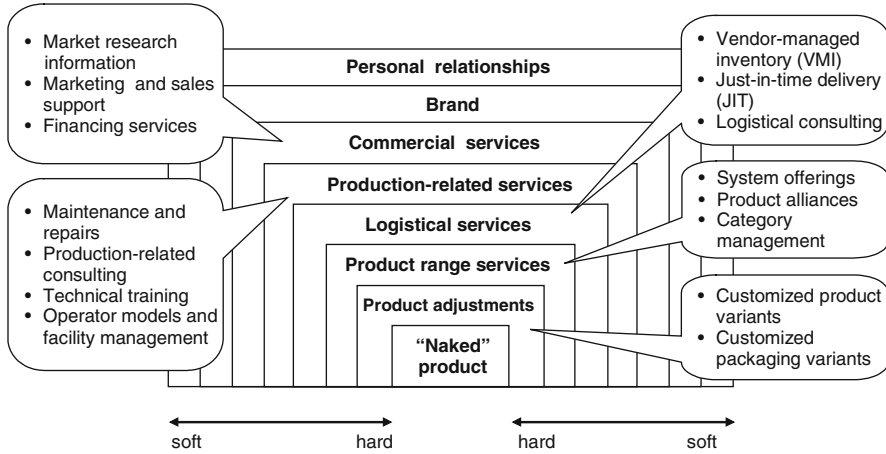 • Market research
information
• Marketing and sales
support
• Financing services
• Maintenance and
repairs
• Production-related
consulting
• Technical training
• Operator models and
facility management
Personal relationships
Brand
Commercial services
Production-related services
Logistical services
Product range services
Product adjustments
“Naked”
product
• Vendor-managed
inventory (VMI)
• Just-in-time delivery
(JIT)
• Logistical consulting
• System offerings
• Product alliances
• Category
management
• Customized product
variants
• Customized
packaging variants
soft hard hard soft